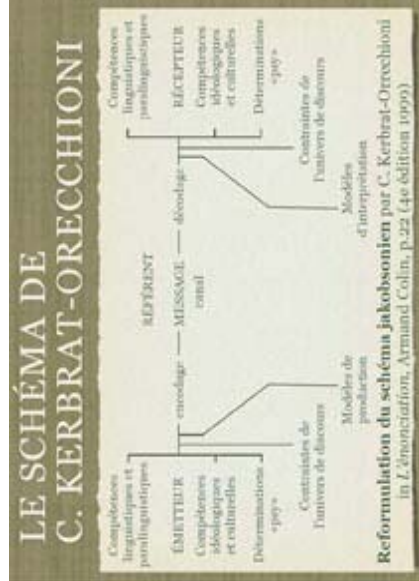 LE SCHÉMA DE
C. KERBRAT-ORECCHIONI
Compétences
linguistiques et
paralinguistiques
ÉMETTEUR
Compétences
idéologiques
et culturelles
Déterminations
«psy»
Contraintes de
l'univers de discours
Modèles de
production
RÉFÉRENT
encodage — MESSAGE — décodage
canal
Compétences
linguistiques et
paralinguistiques
RÉCEPTEUR
Compétences
idéologiques
et culturelles
Déterminations
«psy»
Contraintes de
l'univers de discours
Modèles
d'interprétation
Reformulation du schéma jakobsonien par C. Kerbrat-Orrechioni
in L'énonciation, Armand Colin, p.22 (4e édition 1999)